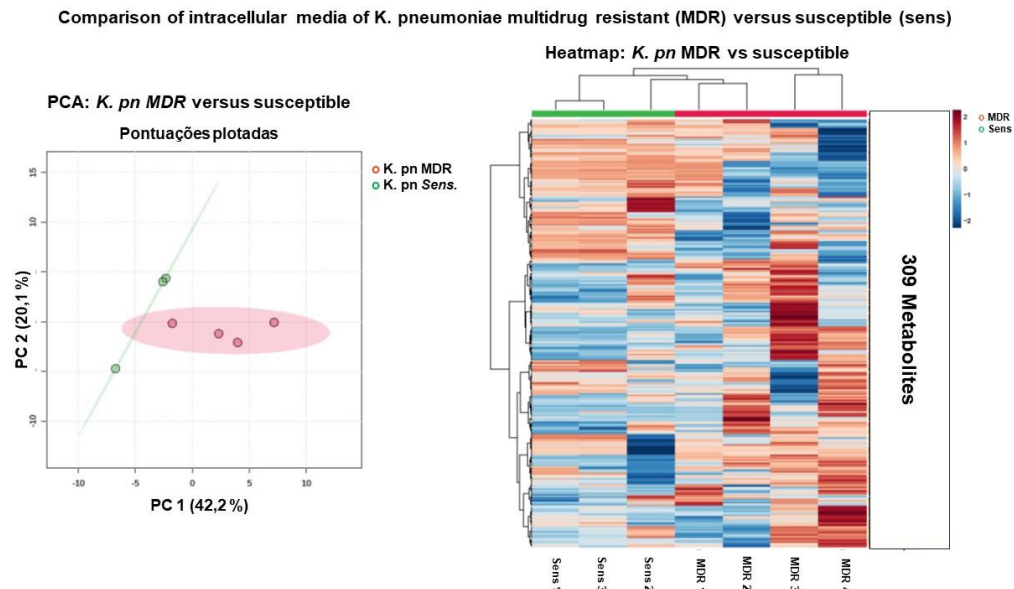 Comparison of intracellular media of K. pneumoniae multidrug resistant (MDR) versus susceptible (sens)
PCA: K. pn MDR versus susceptible
Pontuações plotadas
K. pn MDR
K. pn Sens.
15
10
-10
PC 2 (20,1 %)
-10
-5
0
5
10
PC 1 (42,2 %)
Heatmap: K. pn MDR vs susceptible
2
1
0
-1
-2
MDR
Sens
309 Metabolites
Sens
Sens
Sens 2
MDR
MDR 2
MDR 3
MDR 4